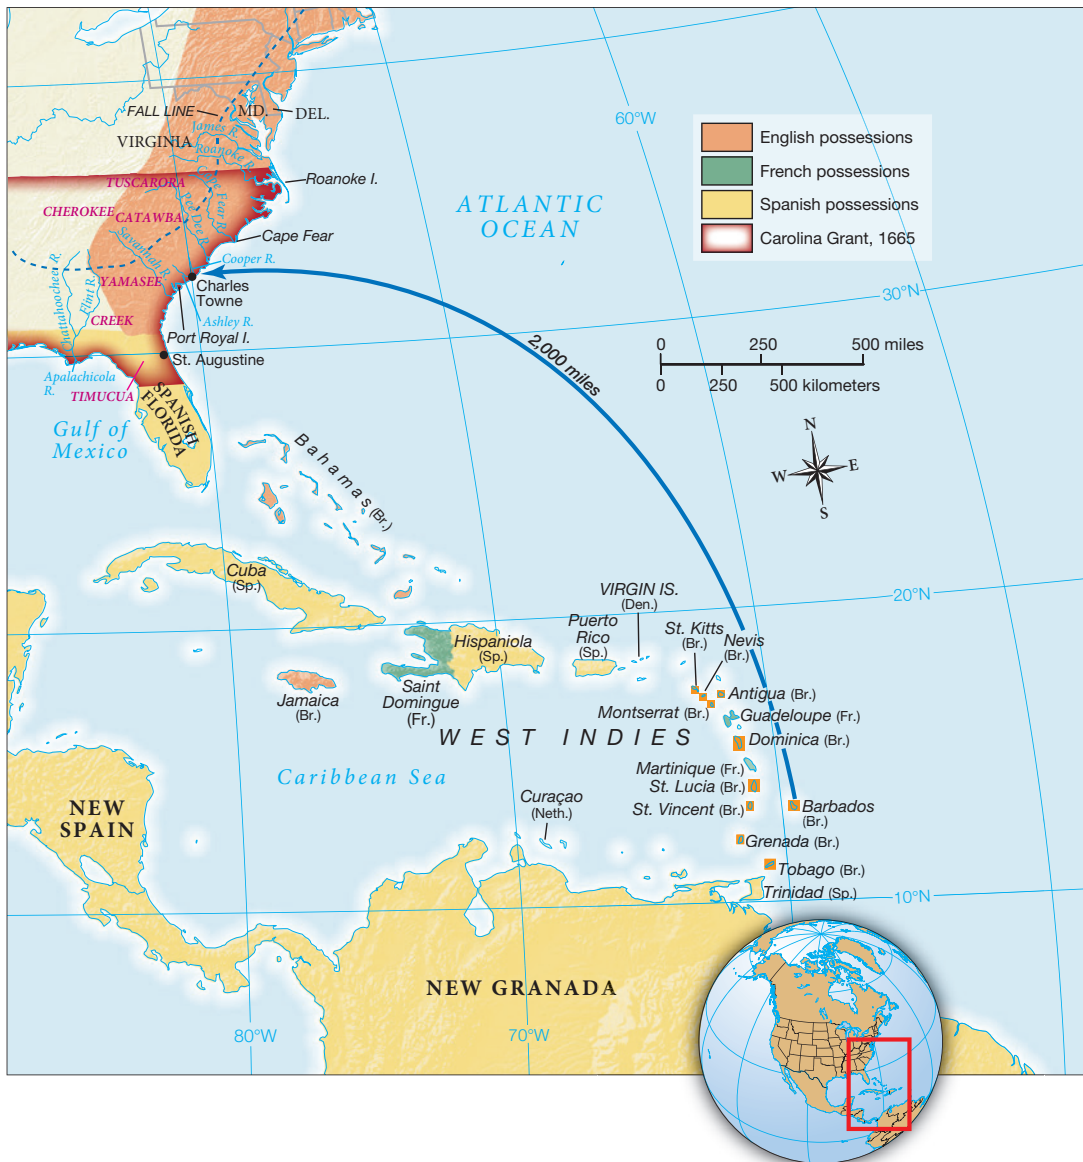 FALL LINE
MD.
DEL.
VIRGINIA
James R.
Roanoke R.
Roanoke I.
TUSCARORA
Cape Fear R.
CHEROKEE
CATAWBA
Pee Dee R.
Cape Fear
Savannah R.
Cooper R.
YAMASEE
Charles
Towne
Chattahoochee R.
Flint R.
CREEK
Ashley R.
Port Royal I.
St. Augustine
Apalachicola
R.
TIMUCUA
SPANISH
FLORIDA
Gulf of
Mexico
ATLANTIC
OCEAN
60°W
English possessions
French possessions
Spanish possessions
Carolina Grant, 1665
30°N
2,000 miles
0 250 500 miles
0 250 500 kilometers
N
W E
S
Bahamas (Br.)
Cuba
(Sp.)
20°N
VIRGIN IS.
(Den.)
Puerto
Rico
(Sp.)
St. Kitts
(Br.)
Nevis
(Br.)
Hispaniola
(Sp.)
Saint
Domingue
(Fr.)
Jamaica
(Br.)
Antigua (Br.)
Montserrat (Br.)
Guadeloupe (Fr.)
WEST INDIES
Dominica (Br.)
Caribbean Sea
Martinique (Fr.)
St. Lucia (Br.)
St. Vincent (Br.)
Barbados
(Br.)
Curaçao
(Neth.)
Grenada (Br.)
Tobago (Br.)
Trinidad (Sp.)
10°N
NEW
SPAIN
NEW GRANADA
80°W
70°W